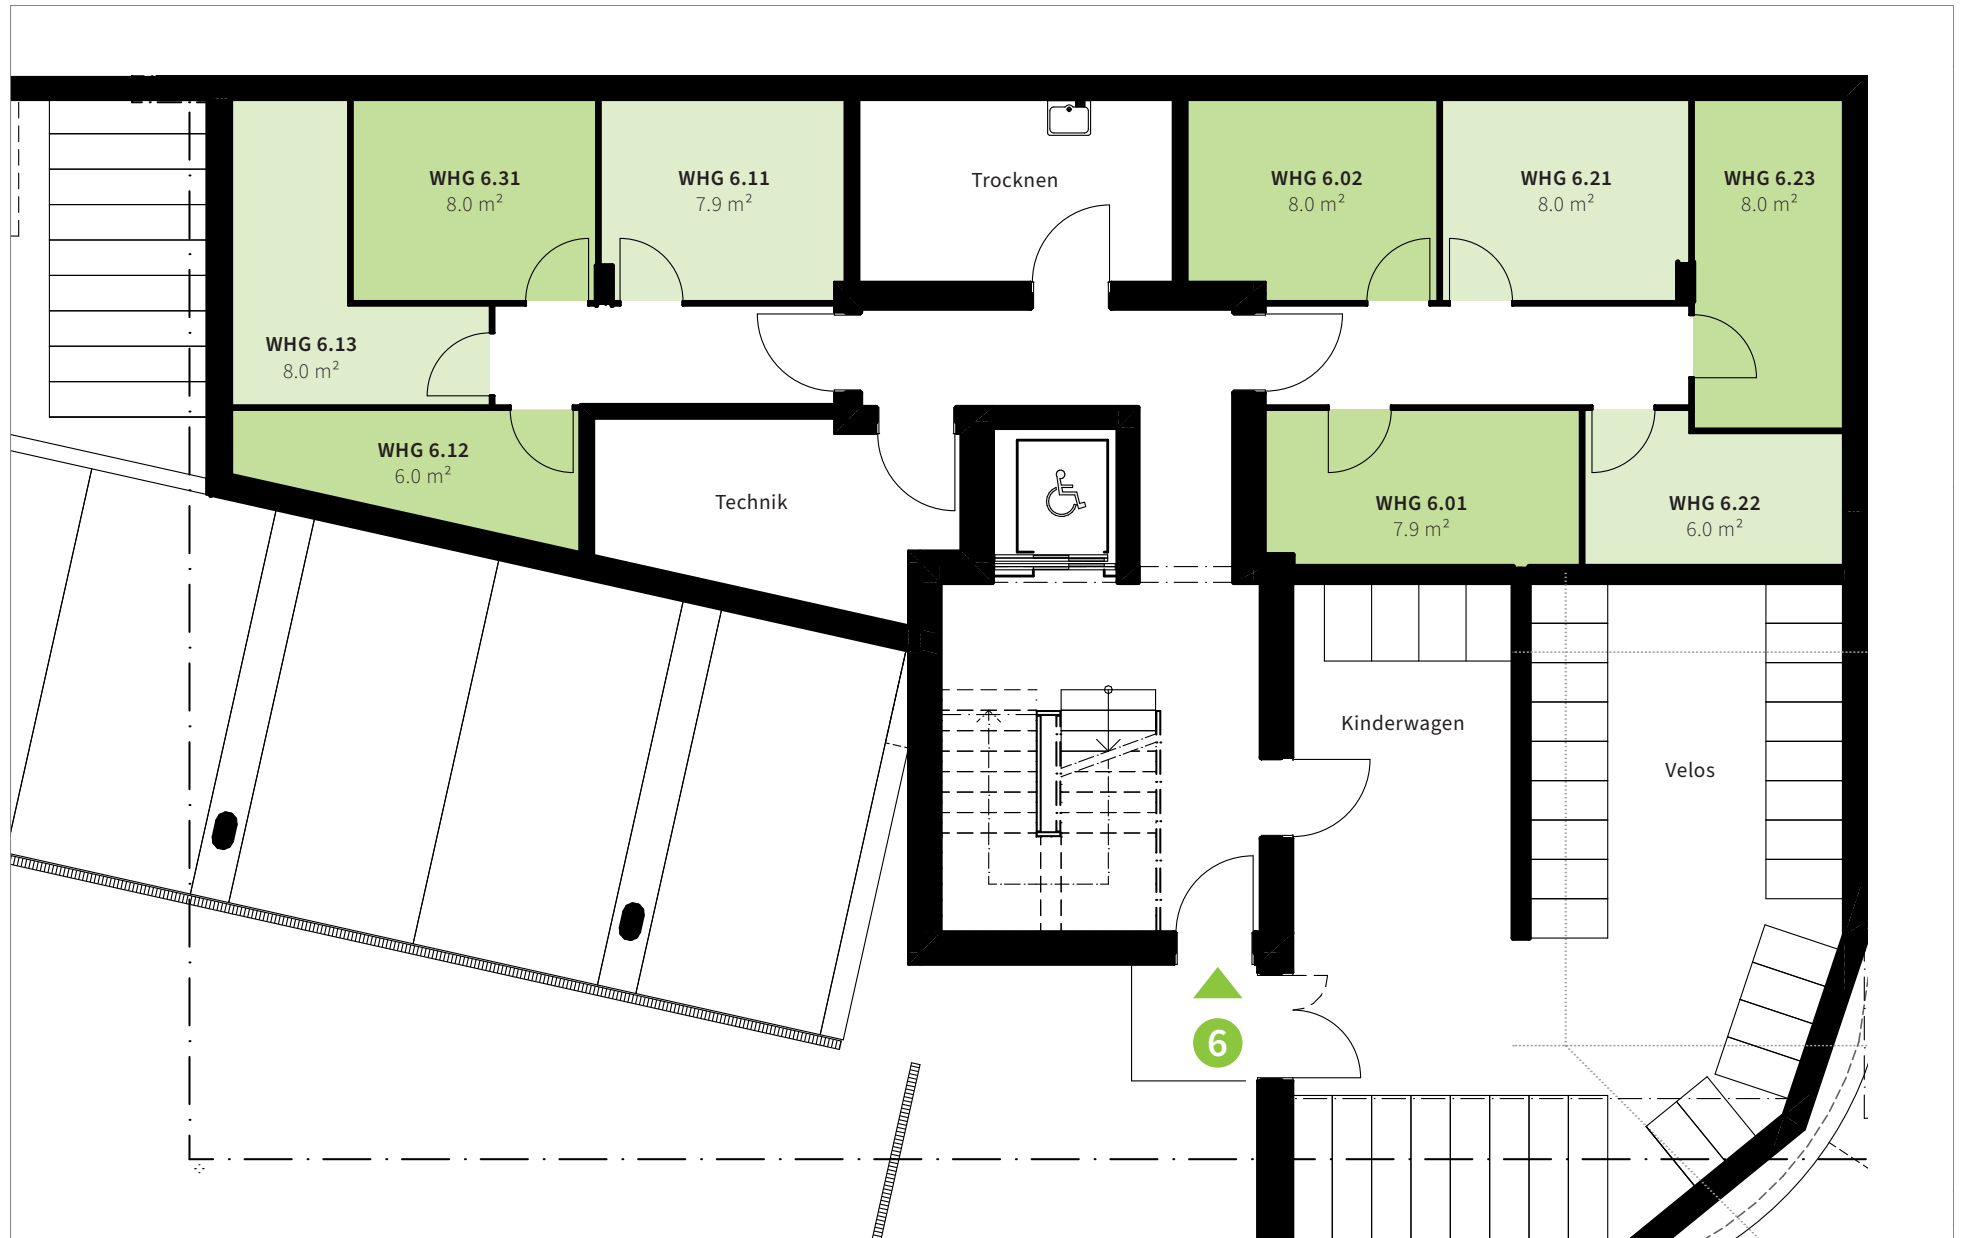 WHG 6.31
8.0 m²
WHG 6.11
7.9 m²
Trocknen
WHG 6.02
8.0 m²
WHG 6.21
8.0 m²
WHG 6.23
8.0 m²
WHG 6.13
8.0 m²
WHG 6.12
6.0 m²
Technik
WHG 6.01
7.9 m²
WHG 6.22
6.0 m²
Kinderwagen
Velos
6